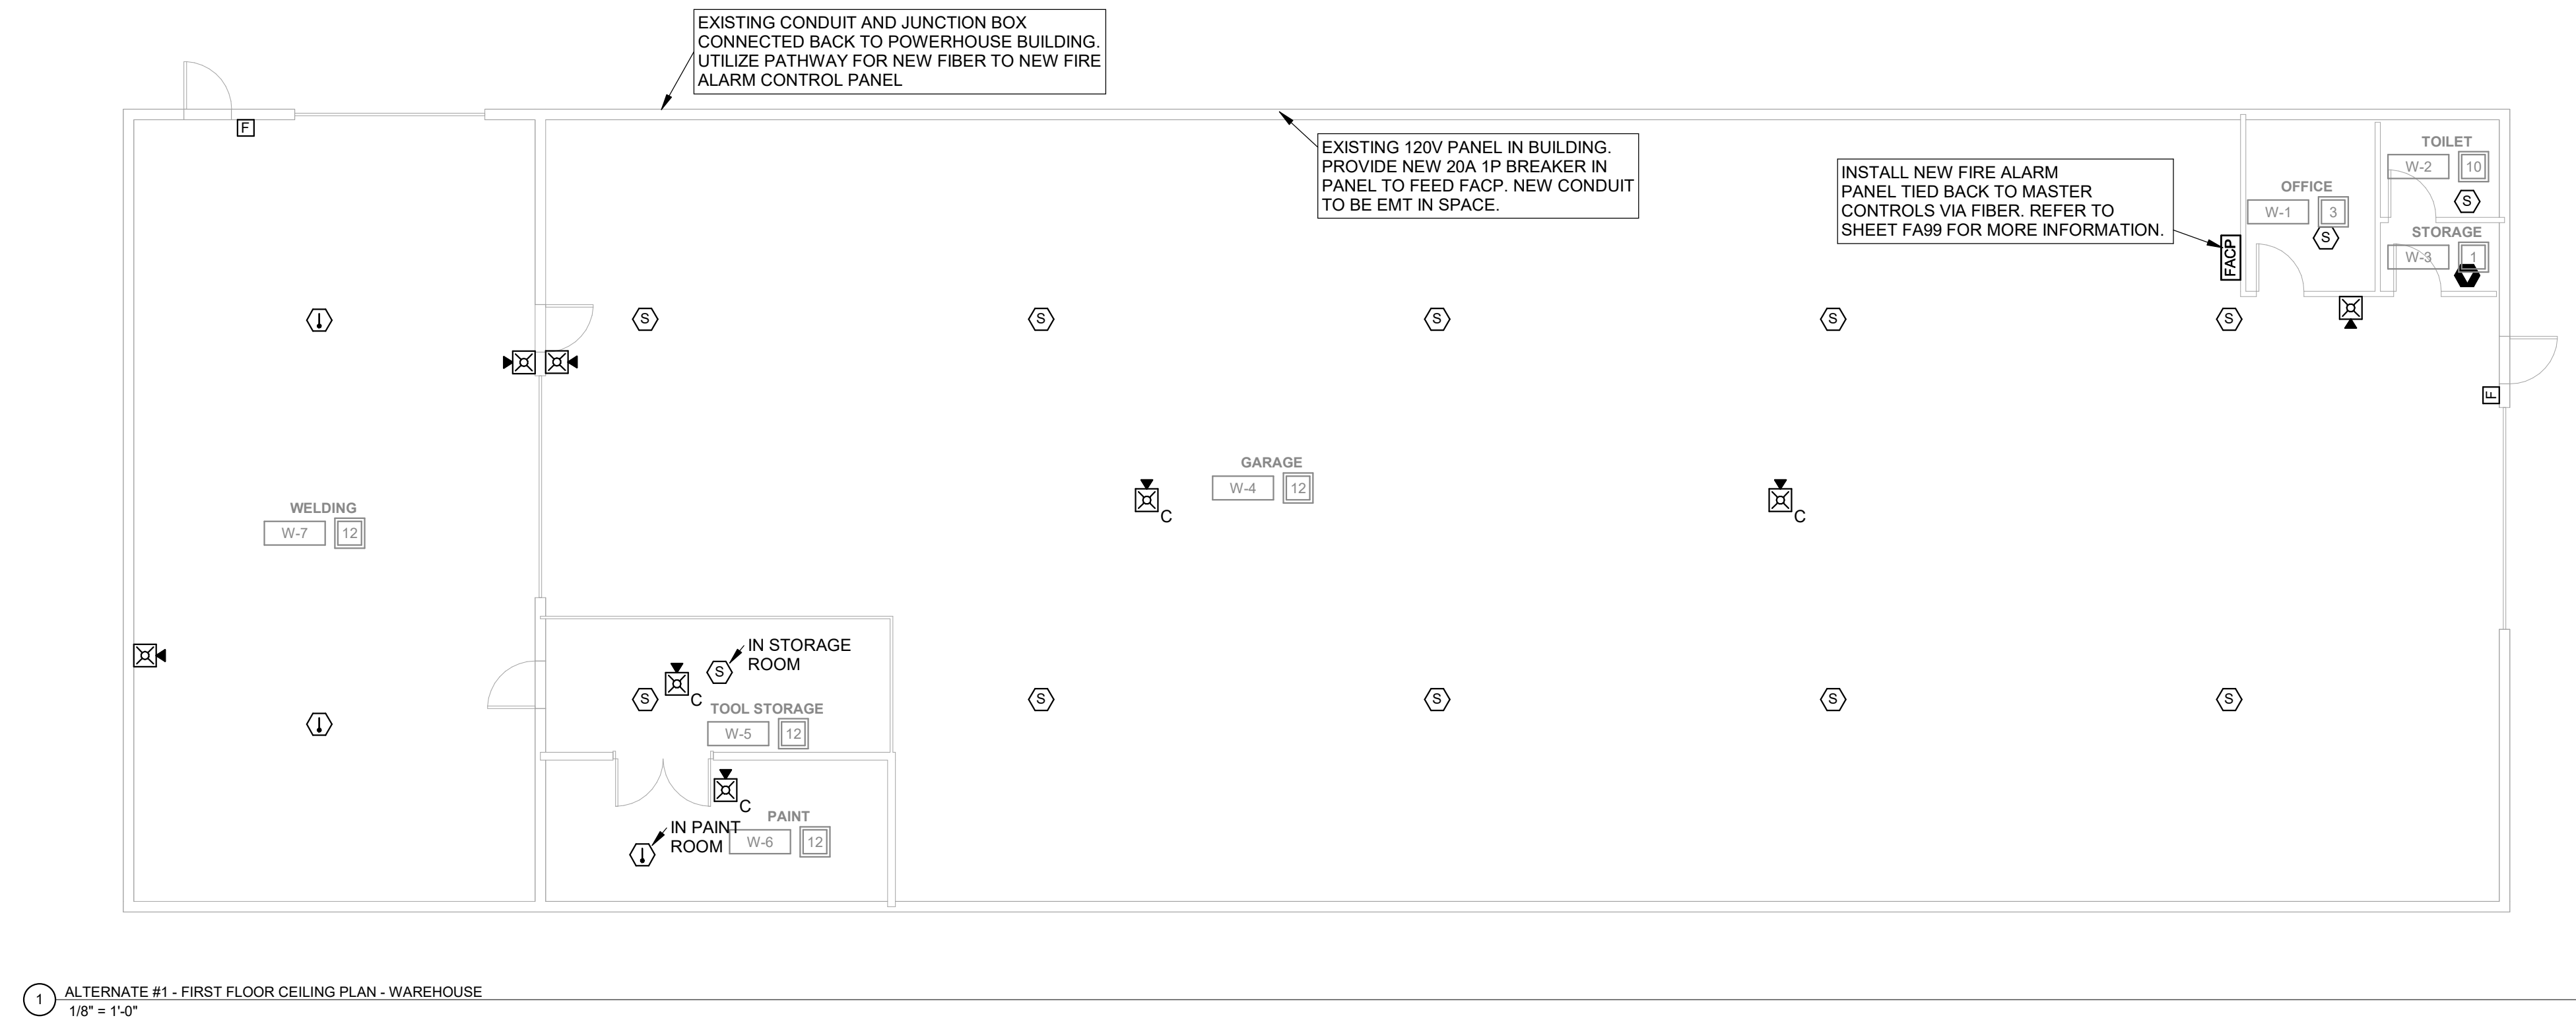 EXISTING CONDUIT AND JUNCTION BOX
CONNECTED BACK TO POWERHOUSE BUILDING.
UTILIZE PATHWAY FOR NEW FIBER TO NEW FIRE
ALARM CONTROL PANEL
F
EXISTING 120V PANEL IN BUILDING.
PROVIDE NEW 20A 1P BREAKER IN
PANEL TO FEED FACP. NEW CONDUIT
TO BE EMT IN SPACE.
INSTALL NEW FIRE ALARM
PANEL TIED BACK TO MASTER
CONTROLS VIA FIBER. REFER TO
SHEET FA99 FOR MORE INFORMATION.
FACP
OFFICE
W-1 3
S
TOILET
W-2 10
S
STORAGE
W-3 1
S S S S S
F
GARAGE
W-4 12
C
C
WELDING
W-7 12
IN STORAGE
ROOM
S
S
C
TOOL STORAGE
W-5 12
S S S S
C
PAINT
W-6 12
IN PAINT
ROOM
1
ALTERNATE #1 - FIRST FLOOR CEILING PLAN - WAREHOUSE
1/8" = 1'-0"